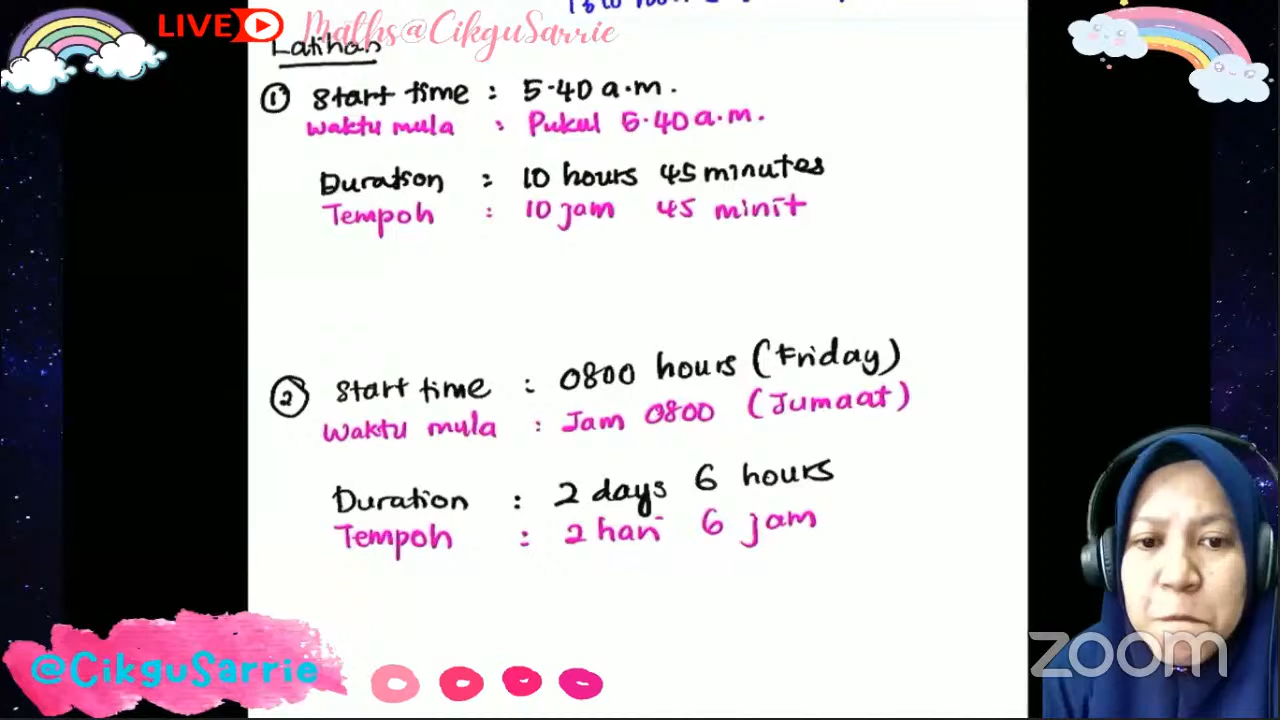 LIVE Maths@CikguSarrie
Latihan
① Start time : 5.40 a.m.
Waktu mula : Pukul 5.40 a.m.
Duration : 10 hours 45 minutes
Tempoh : 10 jam 45 minit
② Start time : 0800 hours (Friday)
Waktu mula : Jam 0800 (Jumaat)
Duration : 2 days 6 hours
Tempoh : 2 hari 6 jam
@CikguSarrie
zoom